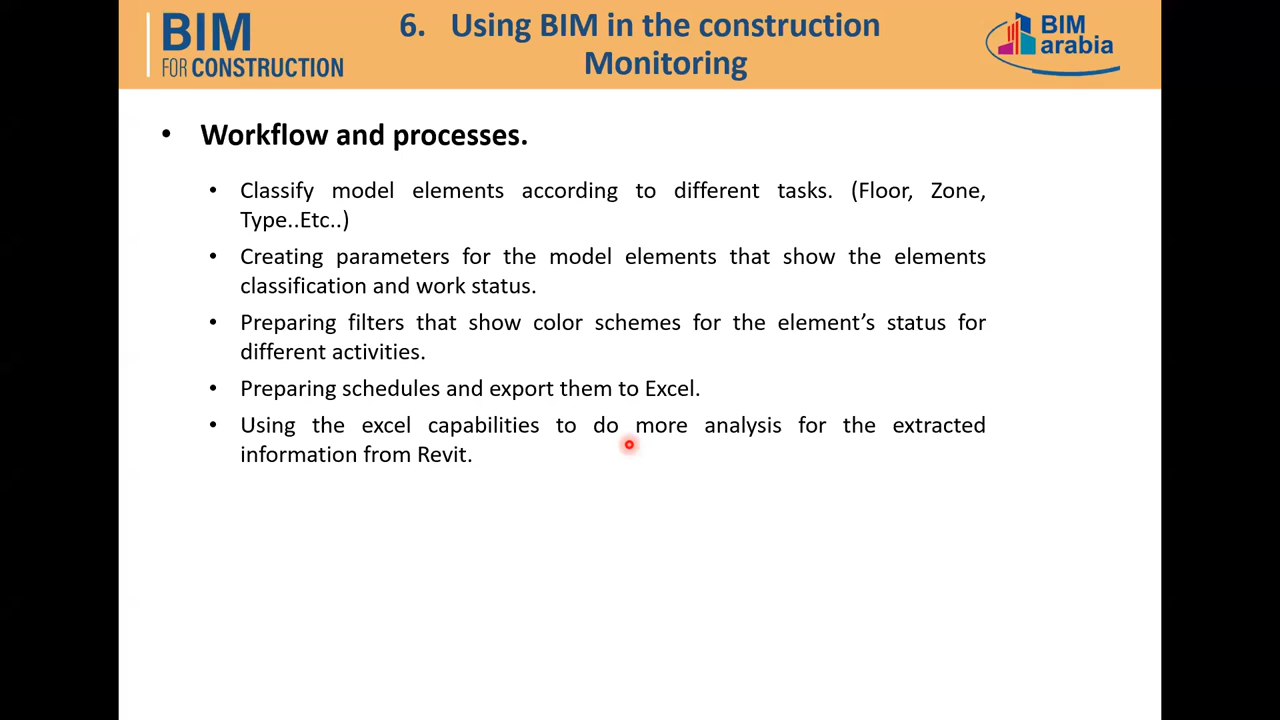 BIM
FOR CONSTRUCTION
6. Using BIM in the construction
Monitoring
BIM
arabia
• Workflow and processes.
• Classify model elements according to different tasks. (Floor, Zone,
Type..Etc..)
• Creating parameters for the model elements that show the elements
classification and work status.
• Preparing filters that show color schemes for the element’s status for
different activities.
• Preparing schedules and export them to Excel.
• Using the excel capabilities to do more analysis for the extracted
information from Revit.